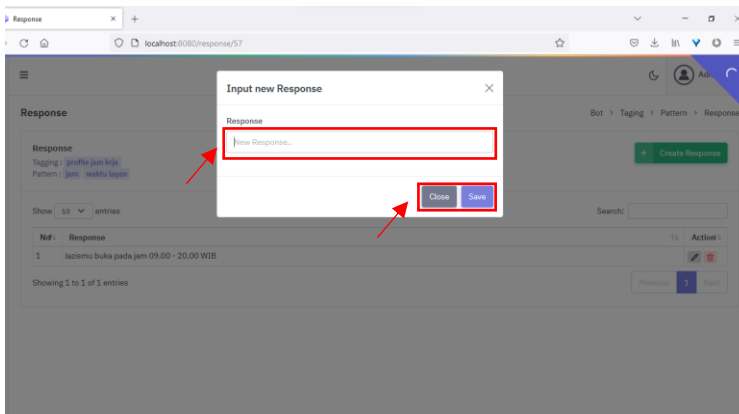 Response
localhost:8080/response/57
Input new Response
Response
Bot > Taging > Pattern > Response
Response
New Response...
Response
Tagging : profile jam krja
Pattern : jam waktu layan
+ Create Response
Close Save
Show 10 entries
Search:
Response
Action
1 lazismu buka pada jam 09.00 - 20.00 WIB
Showing 1 to 1 of 1 entries
Previous 1 Next